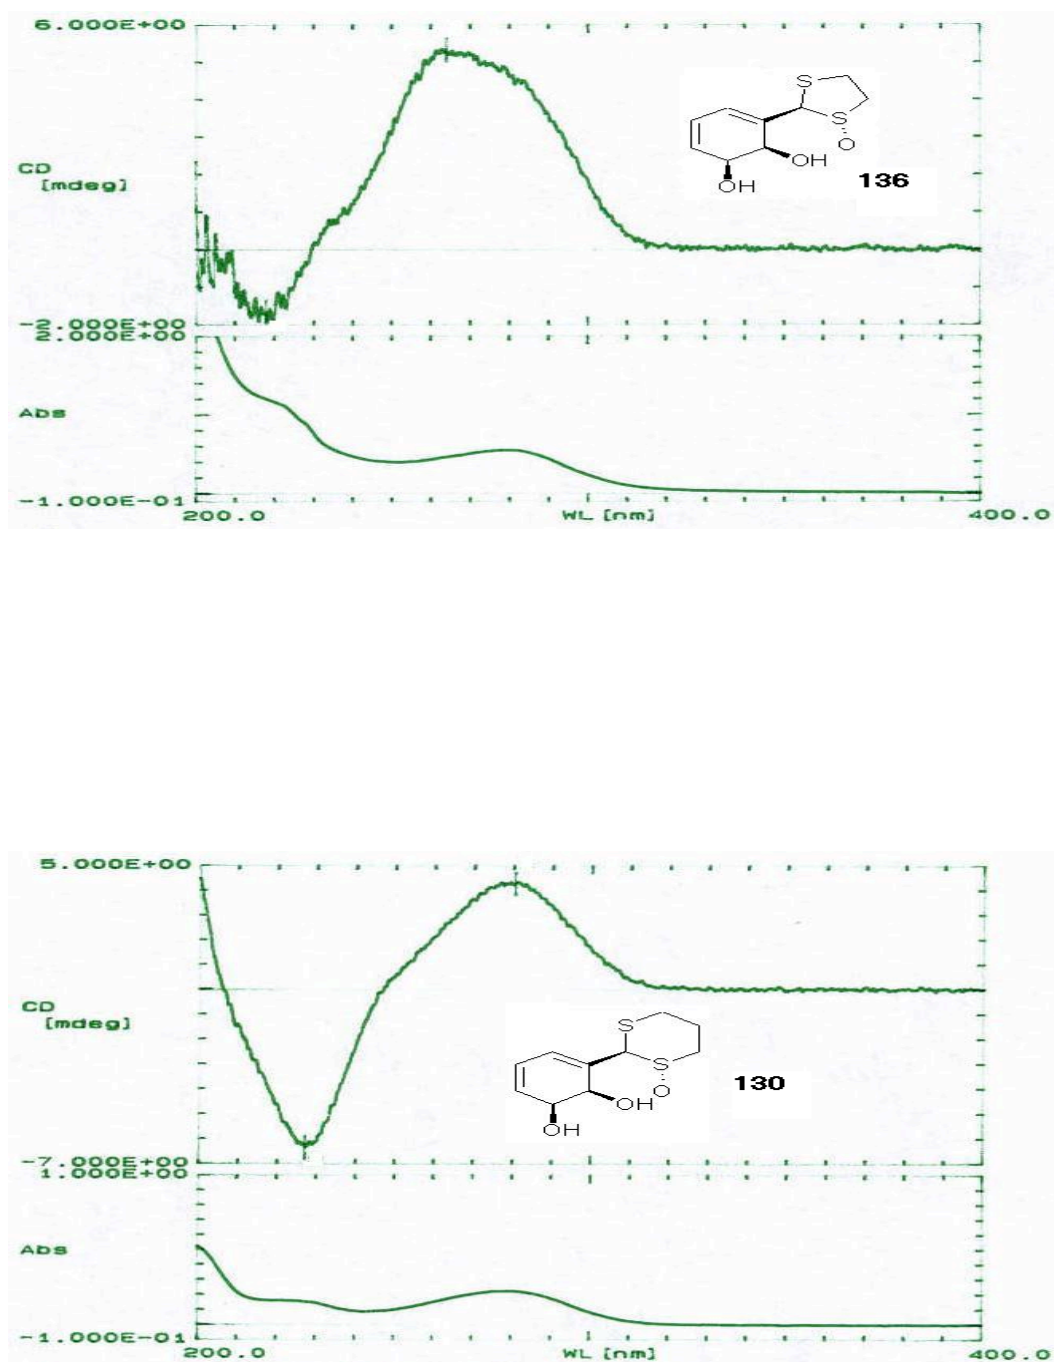 6.000E+00
S
S
O
OH
OH
136
CD
[mdeg]
-2.000E+00
2.000E+00
Abs
-1.000E-01
200.0 WL [nm] 400.0
5.000E+00
CD
[mdeg]
S
S
O
OH
OH
130
-7.000E+00
1.000E+00
Abs
-1.000E-01
200.0 WL [nm] 400.0